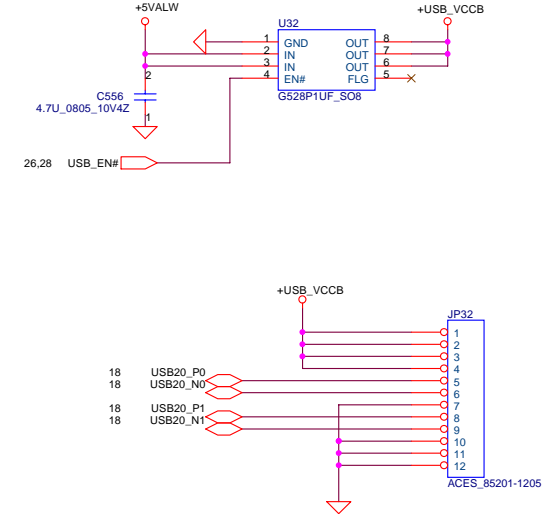 +5VALW
+USB_VCCB
U32
1 GND OUT 8
2 IN OUT 7
3 IN OUT 6
4 EN# FLG 5
G528P1UF_SO8
2
C556
4.7U_0805_10V4Z
1
26,28 USB_EN#
+USB_VCCB
JP32
1
2
3
4
18 USB20_P0 5
18 USB20_N0 6
7
18 USB20_P1 8
18 USB20_N1 9
10
11
12
ACES_85201-1205